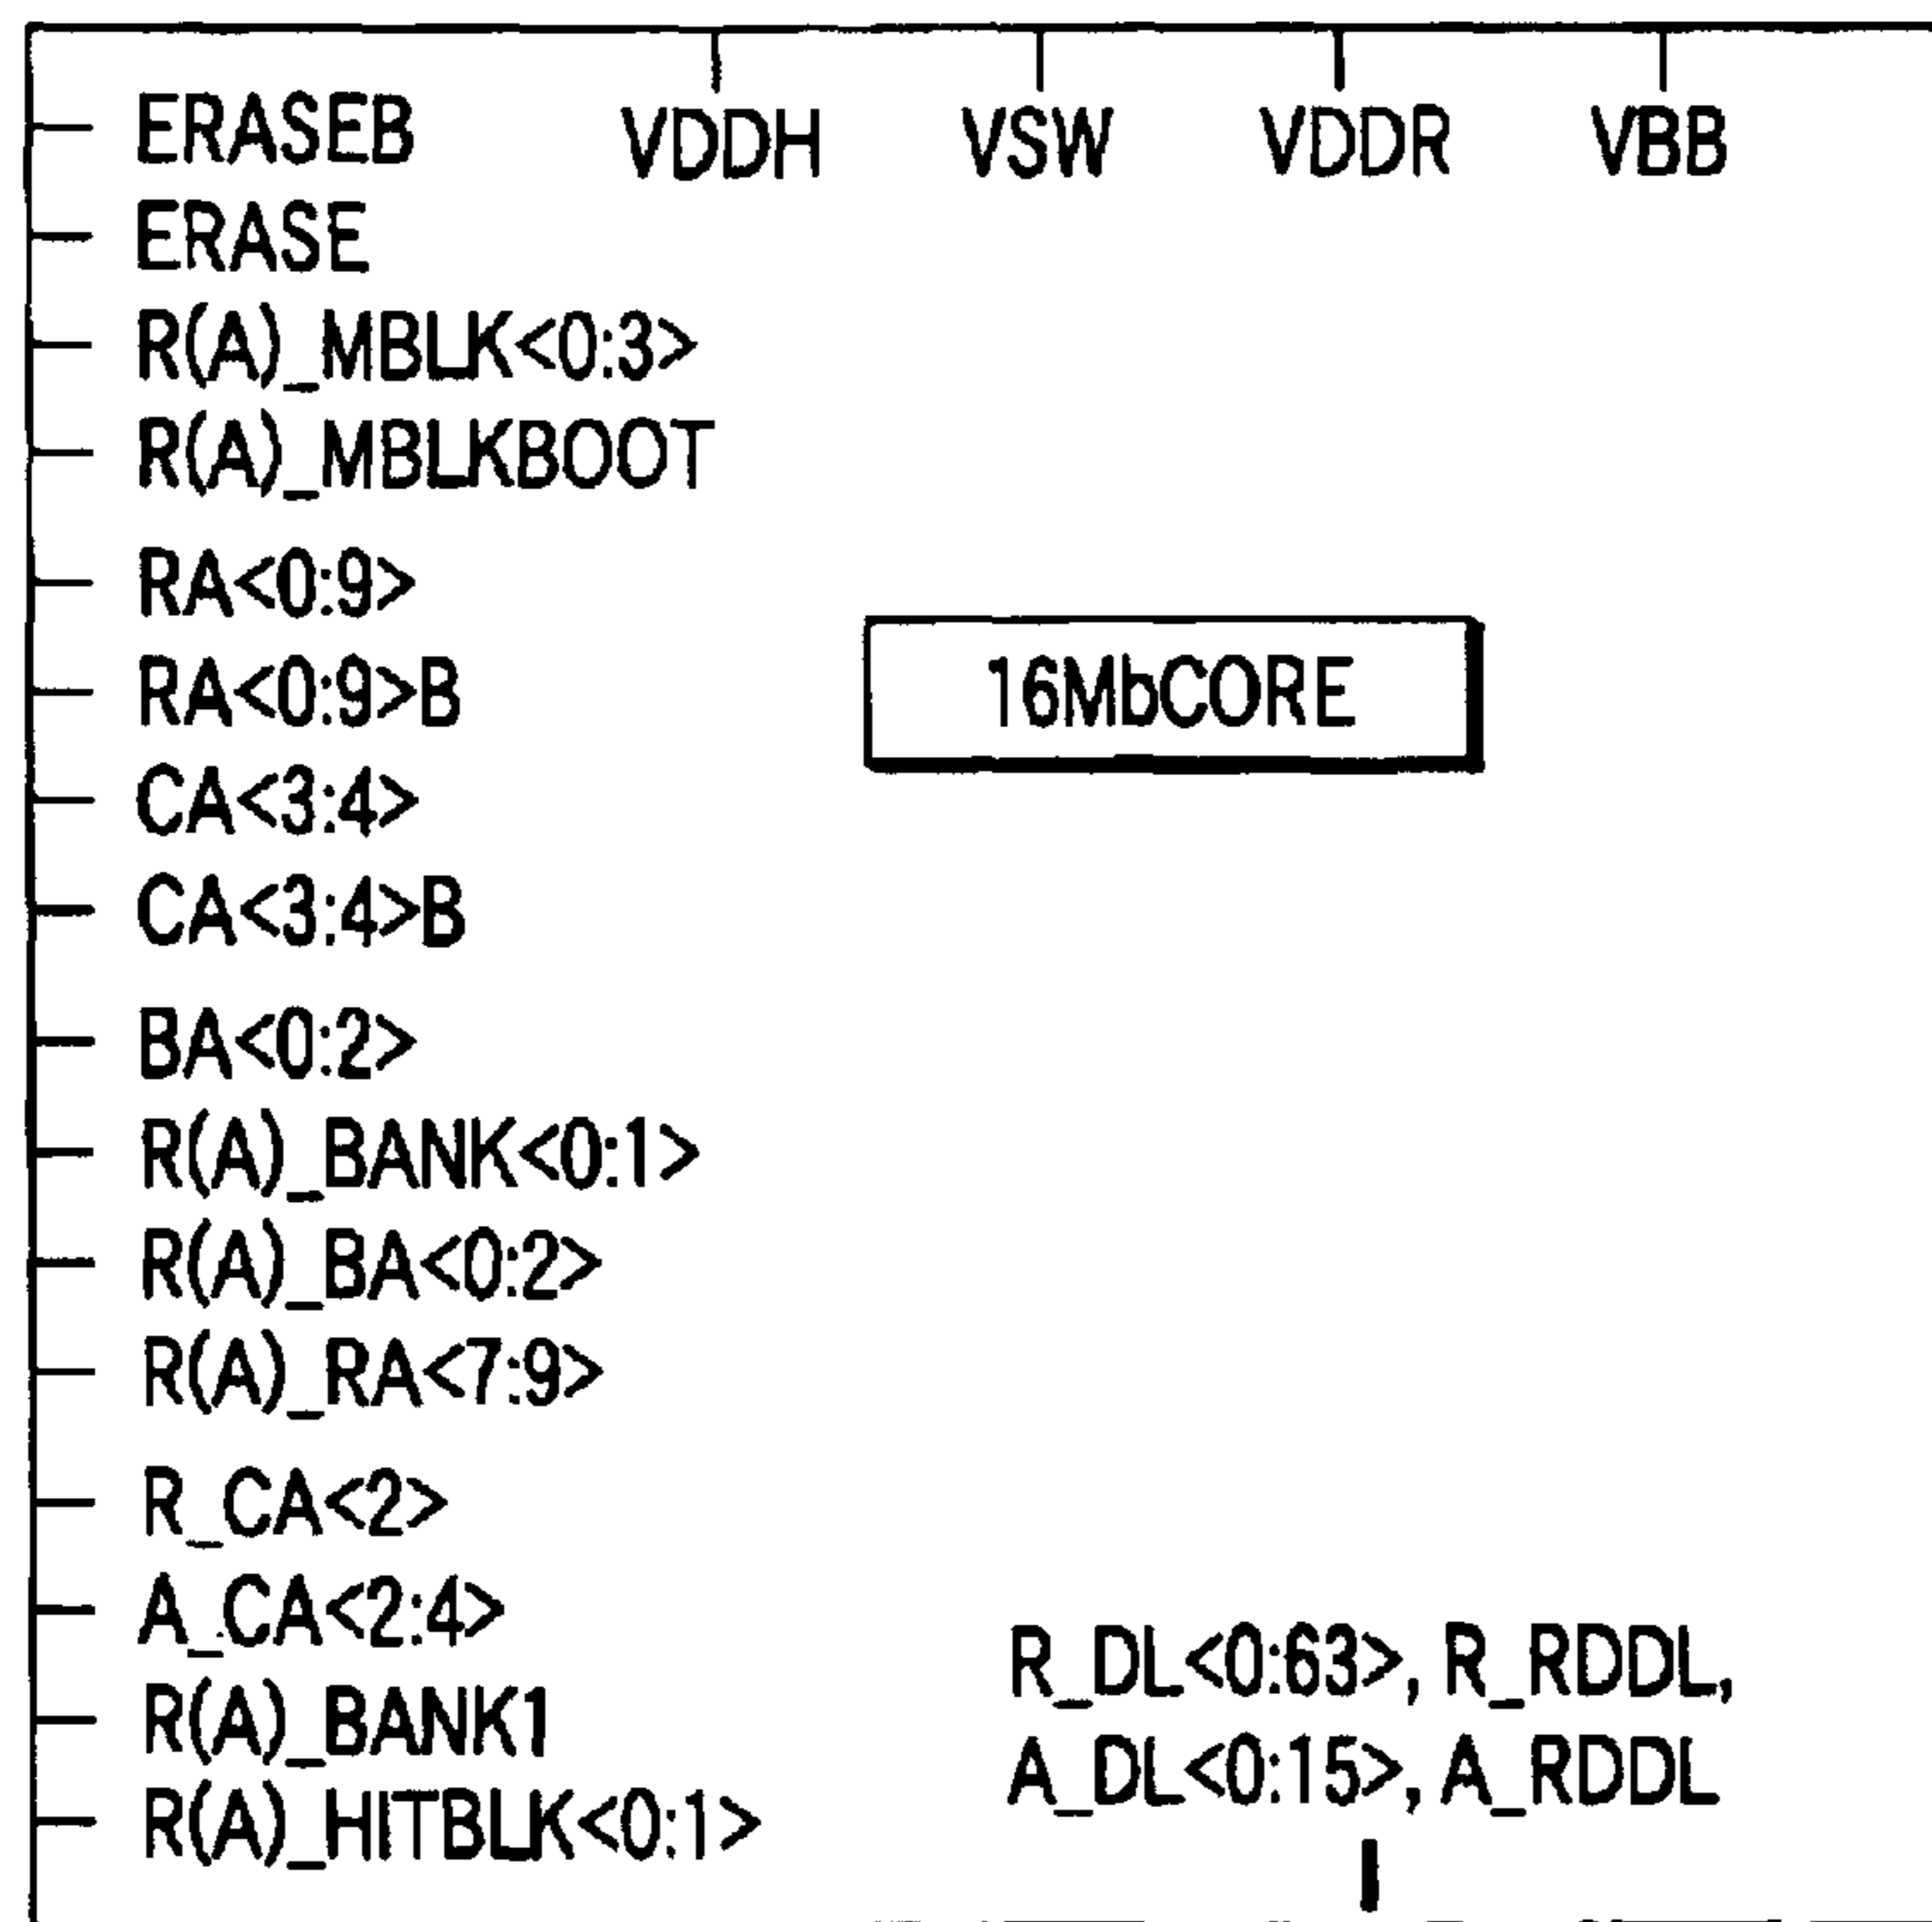 ERASEB VDDH VSW VDDR VBB
ERASE
R(A)_MBLK<0:3>
R(A)_MBLKBOOT
RA<0:9>
RA<0:9>B
16MbCORE
CA<3:4>
CA<3:4>B
BA<0:2>
R(A)_BANK<0:1>
R(A)_BA<0:2>
R(A)_RA<7:9>
R_CA<2>
A_CA<2:4>
R(A)_BANK1
R(A)_HITBLK<0:1>
R_DL<0:63>, R_RDDL,
A_DL<0:15>, A_RDDL